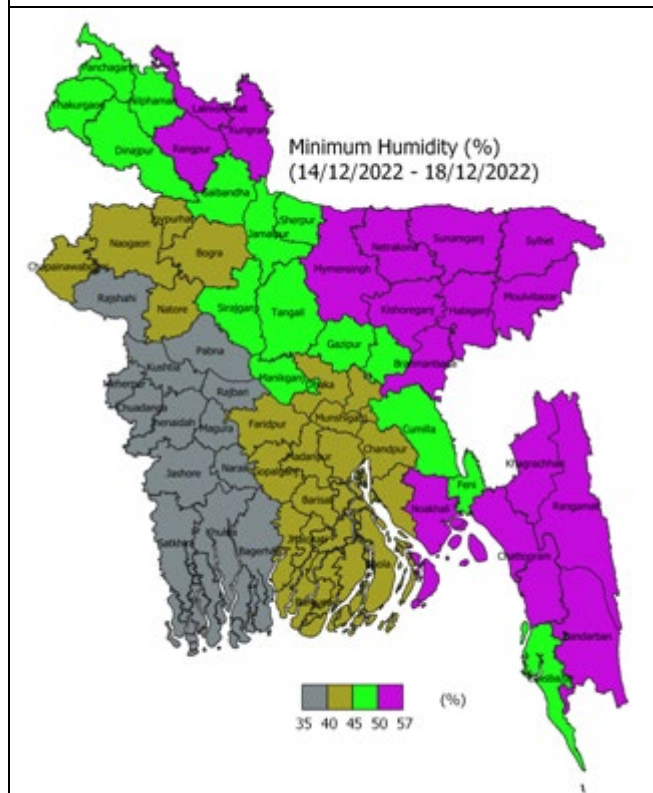 Panchagarh
Thakurgaon
Nilphamari
Lalmonirhat
Kurigram
Dinajpur
Rangpur
Minimum Humidity (%)
(14/12/2022 - 18/12/2022)
Gaibandha
Joypurhat
Sherpur
Jamalpur
Naogaon
Bogra
Netrakona
Sunamganj
Sylhet
Mymensingh
Rajshahi
Natore
Sirajganj
Tangail
Kishoreganj
Habiganj
Moulvibazar
Gazipur
Pabna
Kushtia
Manikganj
Dhaka
Rajbari
Chuadanga
Jhenaidah
Magura
Faridpur
Munshiganj
Cumilla
Chandpur
Madaripur
Jashore
Narail
Gopalganj
Barisal
Feni
Khagrachhari
Noakhali
Rangamati
Satkhira
Khulna
Bagerhat
Bhola
Chattogram
Bandarban
35 40 45 50 57 (%)